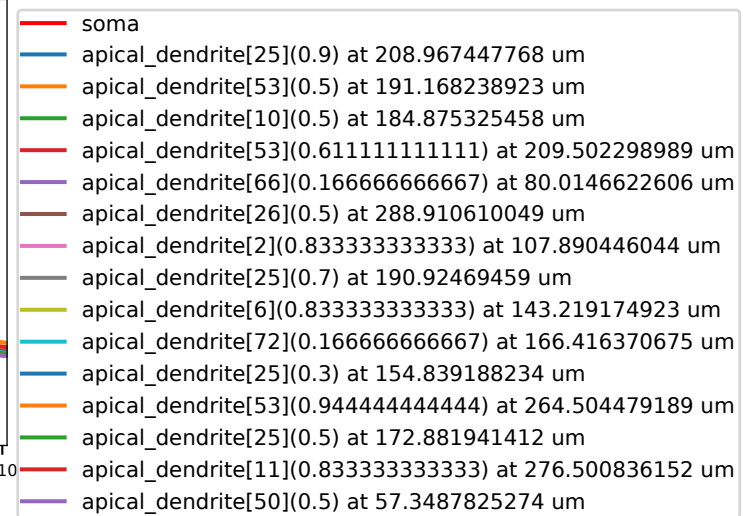 soma
apical_dendrite[25](0.9) at 208.967447768 um
apical_dendrite[53](0.5) at 191.168238923 um
apical_dendrite[10](0.5) at 184.875325458 um
apical_dendrite[53](0.611111111111) at 209.502298989 um
apical_dendrite[66](0.166666666667) at 80.0146622606 um
apical_dendrite[26](0.5) at 288.910610049 um
apical_dendrite[2](0.833333333333) at 107.890446044 um
apical_dendrite[25](0.7) at 190.92469459 um
apical_dendrite[6](0.833333333333) at 143.219174923 um
apical_dendrite[72](0.166666666667) at 166.416370675 um
apical_dendrite[25](0.3) at 154.839188234 um
apical_dendrite[53](0.944444444444) at 264.504479189 um
apical_dendrite[25](0.5) at 172.881941412 um
10
apical_dendrite[11](0.833333333333) at 276.500836152 um
apical_dendrite[50](0.5) at 57.3487825274 um